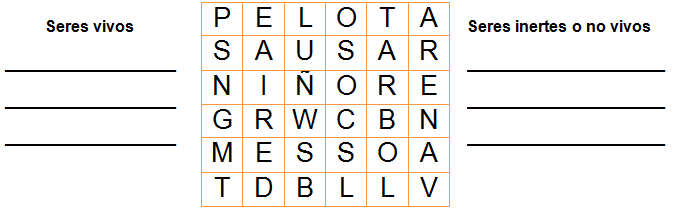 Seres vivos
Seres inertes o no vivos
P E L O T A
S A U S A R
N I Ñ O R E
G R W C B N
M E S S O A
T D B L L V